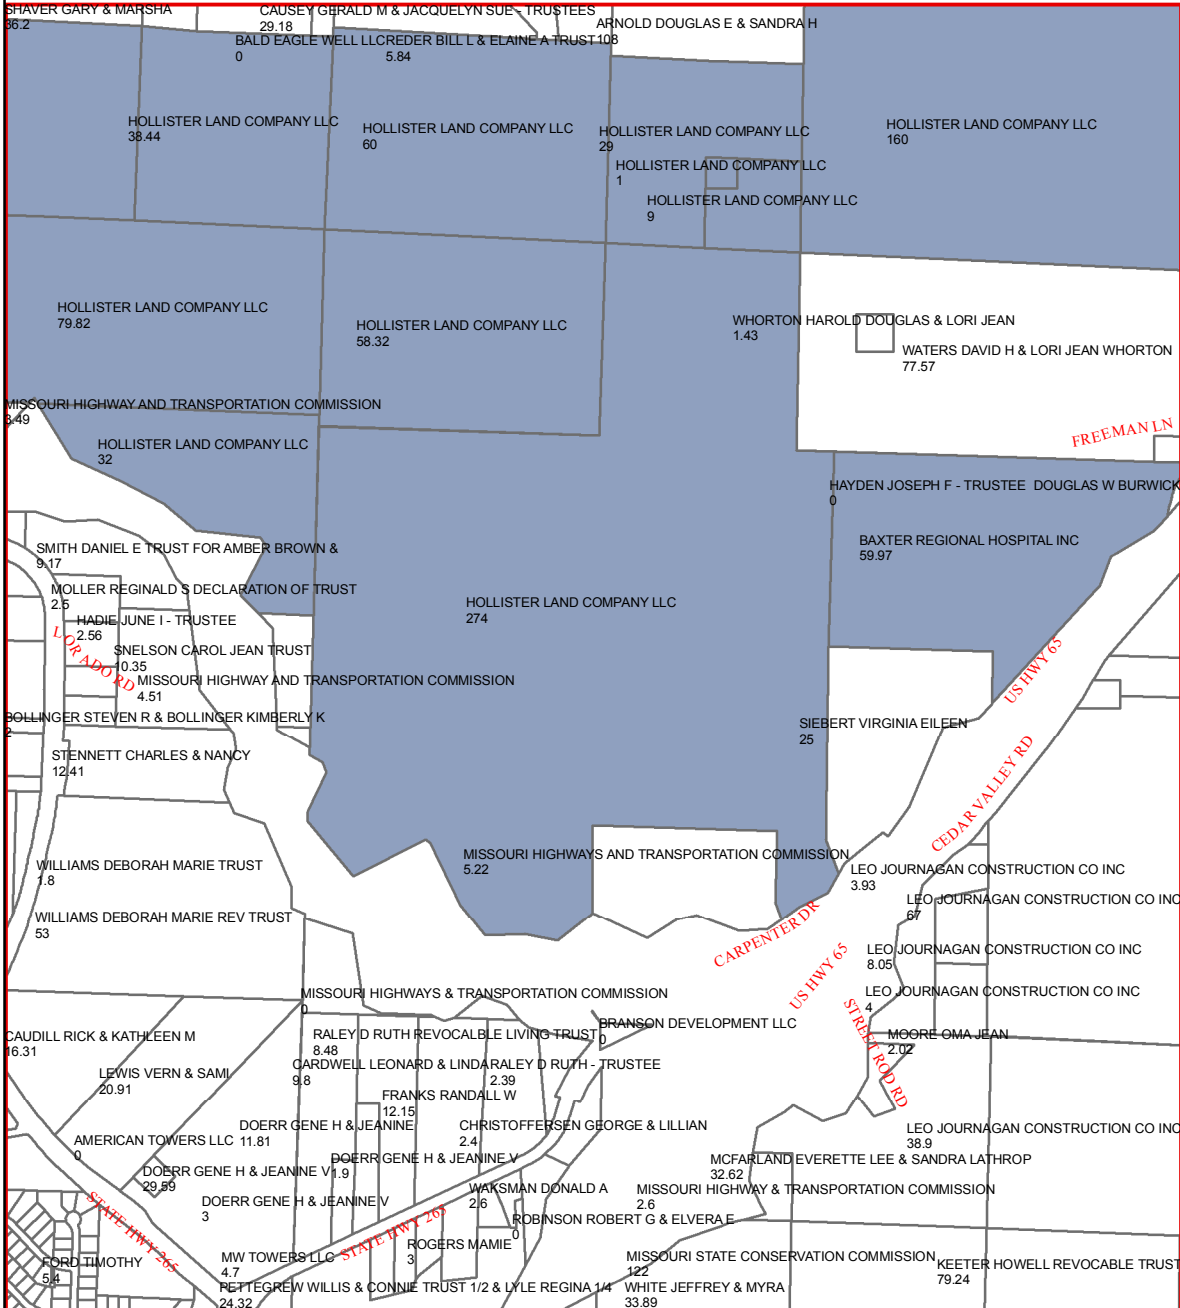 SHAVER GARY & MARSHA
36.2
CAUSEY GERALD M & JACQUELYN SUE - TRUSTEES
29.18
ARNOLD DOUGLAS E & SANDRA H
108
BALD EAGLE WELL LLC
0
REDER BILL L & ELAINE A TRUST
5.84
HOLLISTER LAND COMPANY LLC
38.44
HOLLISTER LAND COMPANY LLC
60
HOLLISTER LAND COMPANY LLC
29
HOLLISTER LAND COMPANY LLC
160
HOLLISTER LAND COMPANY LLC
1
HOLLISTER LAND COMPANY LLC
9
HOLLISTER LAND COMPANY LLC
79.82
HOLLISTER LAND COMPANY LLC
58.32
WHORTON HAROLD DOUGLAS & LORI JEAN
1.43
WATERS DAVID H & LORI JEAN WHORTON
77.57
MISSOURI HIGHWAY AND TRANSPORTATION COMMISSION
3.49
FREEMAN LN
HOLLISTER LAND COMPANY LLC
32
HAYDEN JOSEPH F - TRUSTEE  DOUGLAS W BURWICK
0
BAXTER REGIONAL HOSPITAL INC
59.97
SMITH DANIEL E TRUST FOR AMBER BROWN &
9.17
MOLLER REGINALD S DECLARATION OF TRUST
2.5
HOLLISTER LAND COMPANY LLC
274
HADIE JUNE I - TRUSTEE
2.56
L ORADO RD
SNELSON CAROL JEAN TRUST
10.35
MISSOURI HIGHWAY AND TRANSPORTATION COMMISSION
4.51
US HWY 65
BOLLINGER STEVEN R & BOLLINGER KIMBERLY K
2
SIEBERT VIRGINIA EILEEN
25
STENNETT CHARLES & NANCY
12.41
CEDAR VALLEY RD
MISSOURI HIGHWAYS AND TRANSPORTATION COMMISSION
5.22
WILLIAMS DEBORAH MARIE TRUST
1.8
LEO JOURNAGAN CONSTRUCTION CO INC
3.93
LEO JOURNAGAN CONSTRUCTION CO INC
67
WILLIAMS DEBORAH MARIE REV TRUST
53
CARPENTER DR
LEO JOURNAGAN CONSTRUCTION CO INC
8.05
US HWY 65
LEO JOURNAGAN CONSTRUCTION CO INC
4
MISSOURI HIGHWAYS & TRANSPORTATION COMMISSION
0
BRANSON DEVELOPMENT LLC
0
STREET ROD RD
CAUDILL RICK & KATHLEEN M
16.31
RALEY D RUTH REVOCALBLE LIVING TRUST
8.48
MOORE OMA JEAN
2.02
LEWIS VERN & SAMI
20.91
CARDWELL LEONARD & LINDA
9.8
RALEY D RUTH - TRUSTEE
2.39
FRANKS RANDALL W
12.15
DOERR GENE H & JEANINE
11.81
CHRISTOFFERSEN GEORGE & LILLIAN
2.4
LEO JOURNAGAN CONSTRUCTION CO INC
38.9
AMERICAN TOWERS LLC
0
DOERR GENE H & JEANINE V
29.59
DOERR GENE H & JEANINE V
1.9
MCFARLAND EVERETTE LEE & SANDRA LATHROP
32.62
WAKSMAN DONALD A
2.6
MISSOURI HIGHWAY & TRANSPORTATION COMMISSION
2.6
DOERR GENE H & JEANINE V
3
STATE HWY 265
STATE HWY 265
ROBINSON ROBERT G & ELVERA E
0
ROGERS MAMIE
3
FORD TIMOTHY
5.4
MW TOWERS LLC
4.7
MISSOURI STATE CONSERVATION COMMISSION
122
KEETER HOWELL REVOCABLE TRUST
79.24
PETTEGREW WILLIS & CONNIE TRUST 1/2 & LYLE REGINA 1/4
24.32
WHITE JEFFREY & MYRA
33.89